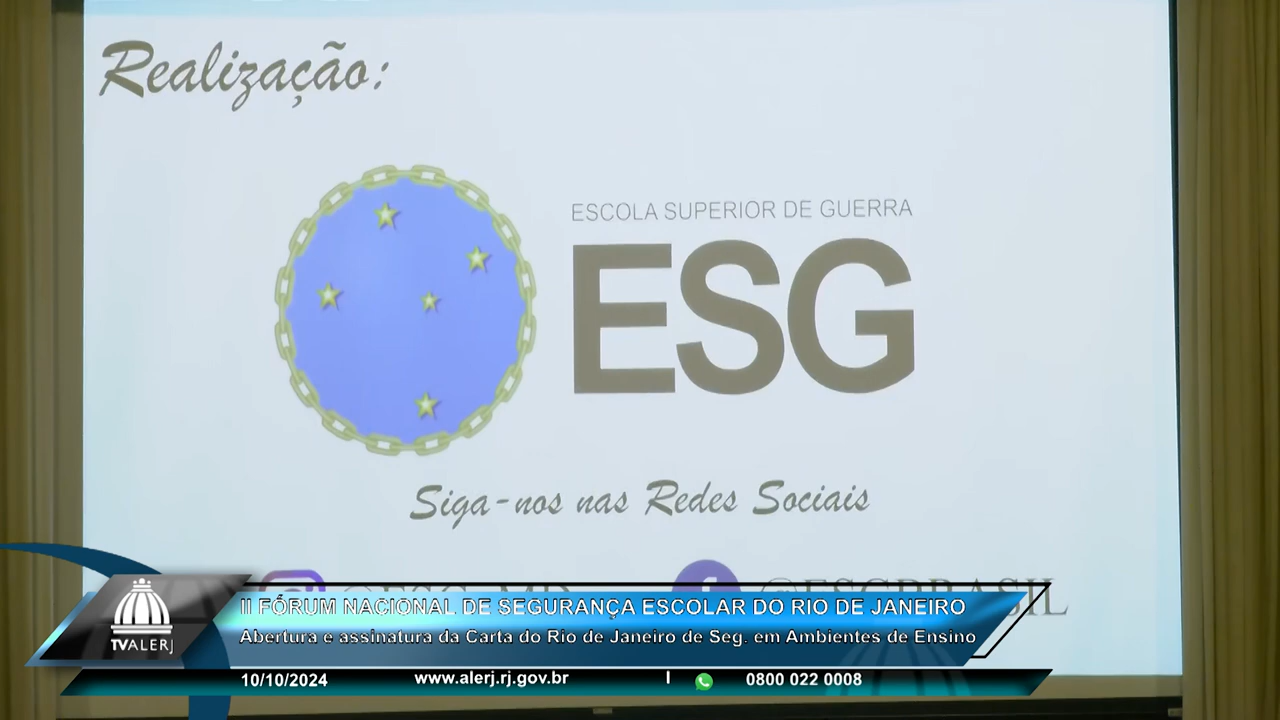 Realização:
ESCOLA SUPERIOR DE GUERRA
ESG
Siga-nos nas Redes Sociais
II FÓRUM NACIONAL DE SEGURANÇA ESCOLAR DO RIO DE JANEIRO
Abertura e assinatura da Carta do Rio de Janeiro de Seg. em Ambientes de Ensino
TVALERJ
10/10/2024 www.alerj.rj.gov.br | 0800 022 0008